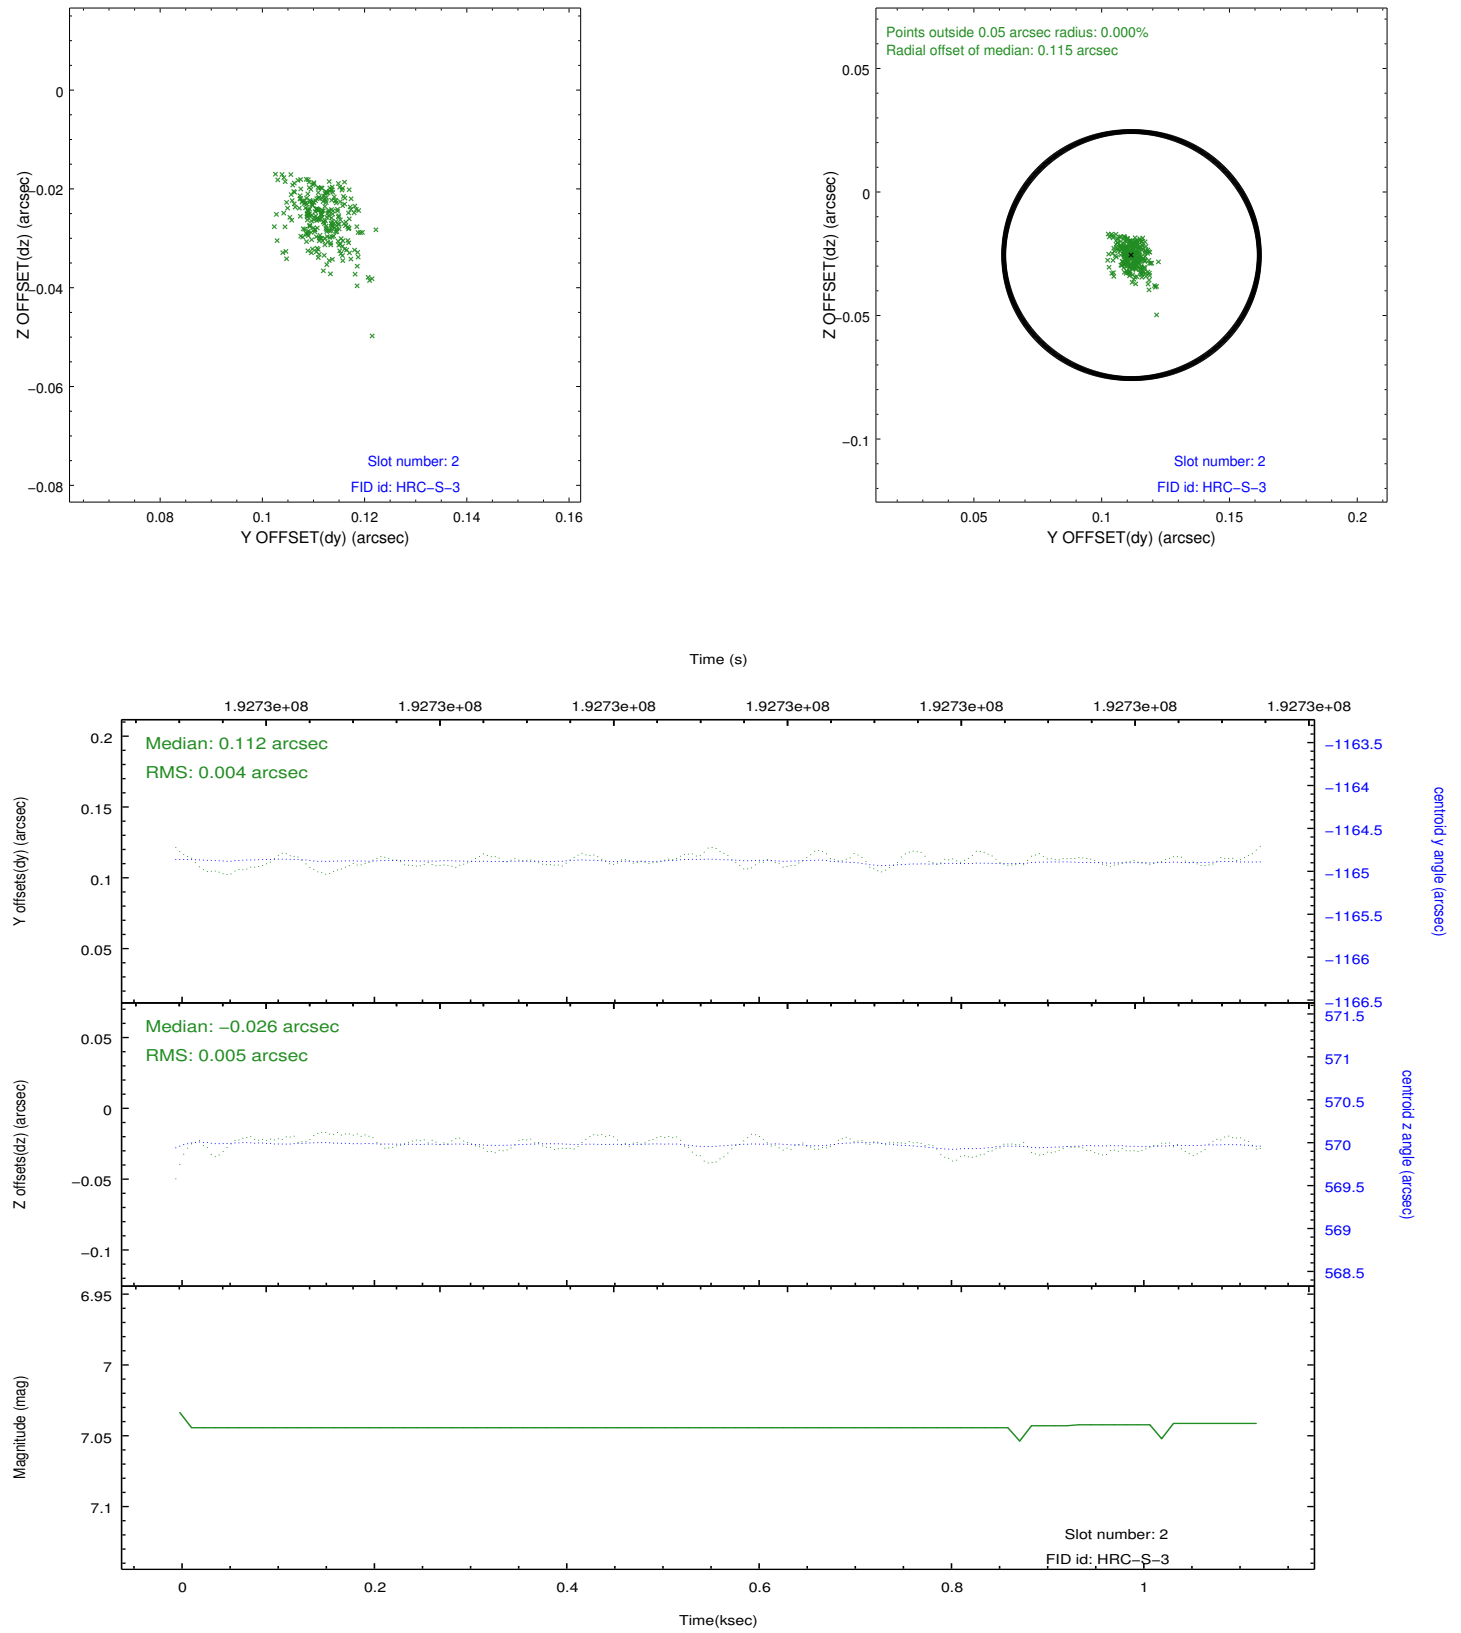 0
−0.02
−0.04
−0.06
−0.08
Z OFFSET(dz) (arcsec)
Slot number: 2
FID id: HRC−S−3
0.08 0.1 0.12 0.14 0.16
Y OFFSET(dy) (arcsec)
Points outside 0.05 arcsec radius: 0.000%
Radial offset of median: 0.115 arcsec
0.05
0
−0.05
−0.1
Z OFFSET(dz) (arcsec)
Slot number: 2
FID id: HRC−S−3
0.05 0.1 0.15 0.2
Y OFFSET(dy) (arcsec)
Time (s)
1.9273e+08 1.9273e+08 1.9273e+08 1.9273e+08 1.9273e+08 1.9273e+08 1.9273e+08
Median: 0.112 arcsec
RMS: 0.004 arcsec
0.2
0.15
0.1
0.05
Y offsets(dy) (arcsec)
−1163.5
−1164
−1164.5
−1165
−1165.5
−1166
−1166.5
centroid y angle (arcsec)
Median: −0.026 arcsec
RMS: 0.005 arcsec
0.05
0
−0.05
−0.1
Z offsets(dz) (arcsec)
571.5
571
570.5
570
569.5
569
568.5
centroid z angle (arcsec)
6.95
7
7.05
7.1
Magnitude (mag)
Slot number: 2
FID id: HRC−S−3
0 0.2 0.4 0.6 0.8 1
Time(ksec)